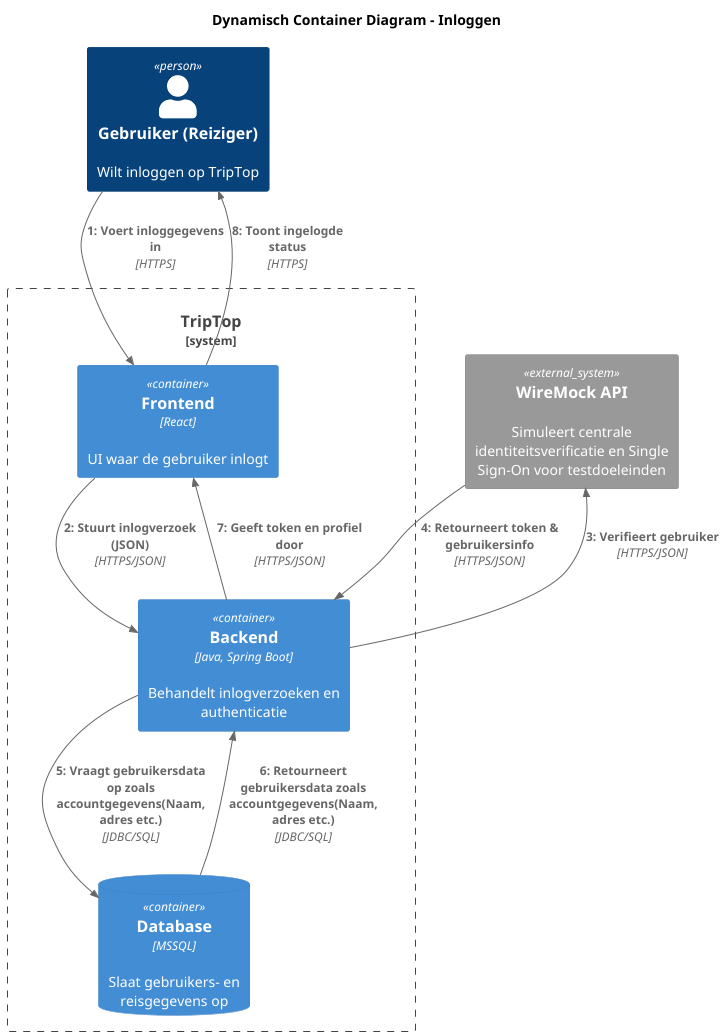 Dynamisch Container Diagram - Inloggen
«person»
Gebruiker (Reiziger)
Wilt inloggen op TripTop
1: Voert inloggegevens
in
[HTTPS]
8: Toont ingelogde
status
[HTTPS]
TripTop
[system]
«container»
Frontend
[React]
UI waar de gebruiker inlogt
«external_system»
WireMock API
Simuleert centrale
identiteitsverificatie en Single
Sign-On voor testdoeleinden
2: Stuurt inlogverzoek
(JSON)
[HTTPS/JSON]
7: Geeft token en profiel
door
[HTTPS/JSON]
4: Retourneert token &
gebruikersinfo
[HTTPS/JSON]
3: Verifieert gebruiker
[HTTPS/JSON]
«container»
Backend
[Java, Spring Boot]
Behandelt inlogverzoeken en
authenticatie
5: Vraagt gebruikersdata
op zoals
accountgegevens(Naam,
adres etc.)
[JDBC/SQL]
6: Retourneert
gebruikersdata zoals
accountgegevens(Naam,
adres etc.)
[JDBC/SQL]
«container»
Database
[MSSQL]
Slaat gebruikers- en
reisgegevens op